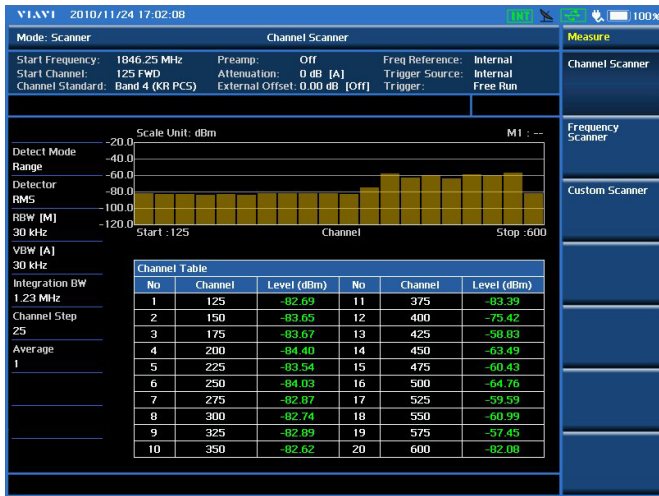 VIAVI 2010/11/24 17:02:08 INT 100%
Mode: Scanner Channel Scanner Measure
Start Frequency: 1846.25 MHz Preamp: Off Freq Reference: Internal
Start Channel: 125 FWD Attenuation: 0 dB [A] Trigger Source: Internal
Channel Standard: Band 4 (KR PCS) External Offset: 0.00 dB [Off] Trigger: Free Run
Channel Scanner
Frequency
Scanner
Custom Scanner
Detect Mode
Range
Detector
RMS
RBW [M]
30 kHz
VBW [A]
30 kHz
Integration BW
1.23 MHz
Channel Step
25
Average
1
Scale Unit: dBm M1 : --
-20.0
-40.0
-60.0
-80.0
-100.0
-120.0
Start :125 Channel Stop :600
Channel Table
No Channel Level (dBm) No Channel Level (dBm)
1 125 -82.69 11 375 -83.39
2 150 -83.65 12 400 -75.42
3 175 -83.67 13 425 -58.83
4 200 -84.40 14 450 -63.49
5 225 -83.54 15 475 -60.43
6 250 -84.03 16 500 -64.76
7 275 -82.87 17 525 -59.59
8 300 -82.74 18 550 -60.99
9 325 -82.89 19 575 -57.45
10 350 -82.62 20 600 -82.08